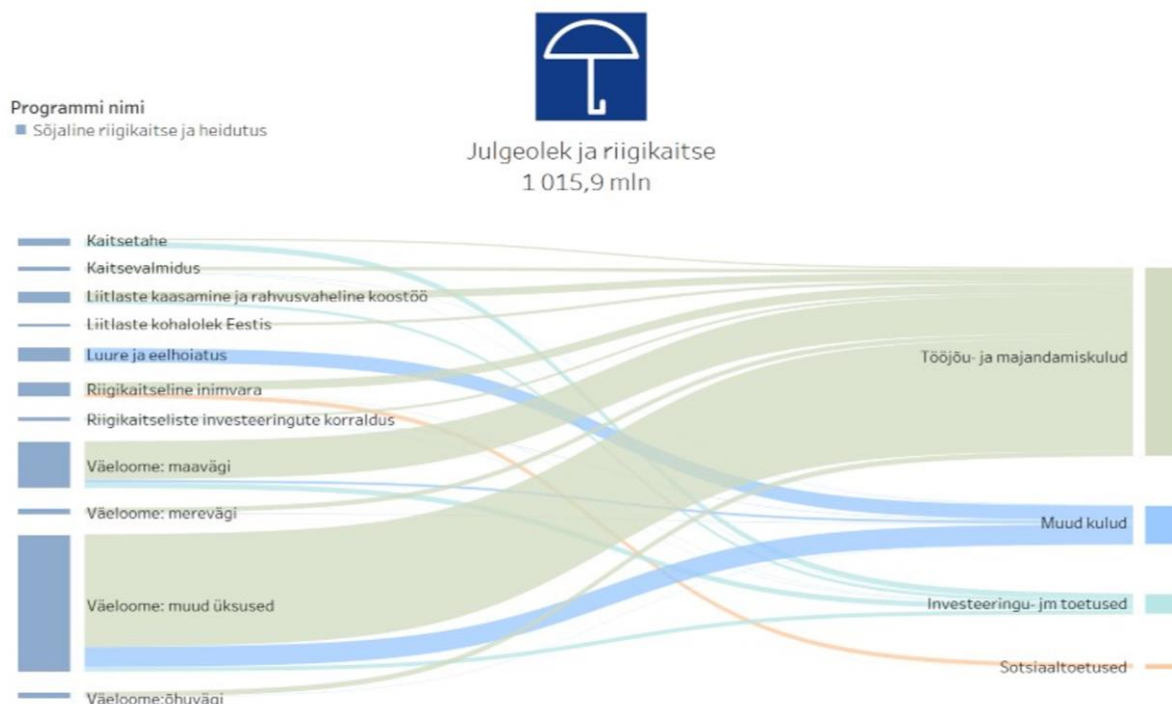 Programmi nimi
Sõjaline riigikaitse ja heidutus
Julgeolek ja riigikaitse
1 015,9 mln
Kaitsetahe
Kaitsevalmidus
Liitlaste kaasamine ja rahvusvaheline koostöö
Liitlaste kohalolek Eestis
Luure ja eelhoiatus
Riigikaitseline inimvara
Riigikaitseliste investeeringute korraldus
Väeloome: maavägi
Väeloome: merevägi
Väeloome: muud üksused
Väeloome:õhuvägi
Tööjõu- ja majandamiskulud
Muud kulud
Investeeringu- jm toetused
Sotsiaaltoetused